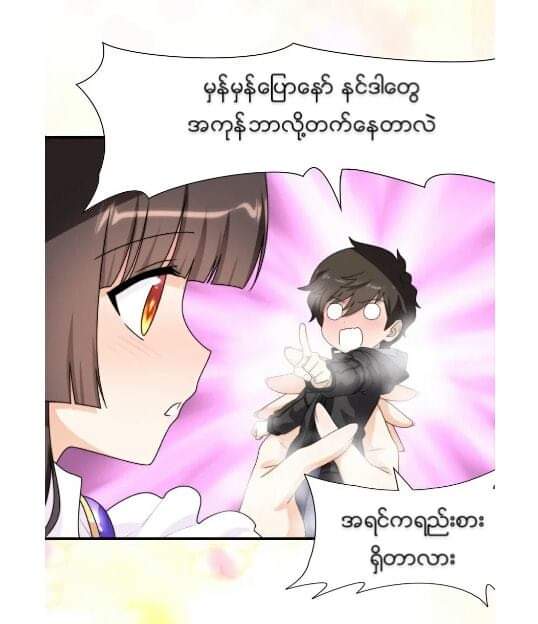 မှန်မှန်ပြောနော် နင်ဒါတွေ
အကုန်ဘာလို့တက်နေတာလဲ
အရင်ကရည်းစား
ရှိတာလား